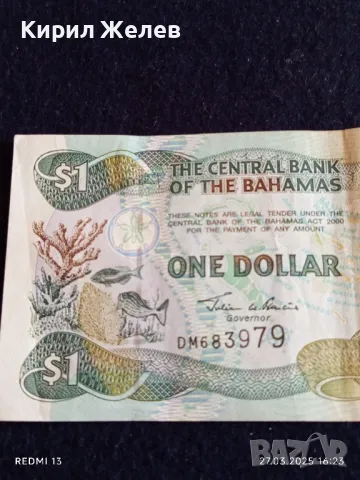 Кирил Желев
$1
THE CENTRAL BANK
OF THE BAHAMAS
THESE NOTES ARE LEGAL TENDER UNDER THE
CENTRAL BANK OF THE BAHAMAS ACT 2000
FOR THE PAYMENT OF ANY AMOUNT
ONE DOLLAR
Governor
DM683979
$1
REDMI 13
27.03.2025 16:23
BAZAR